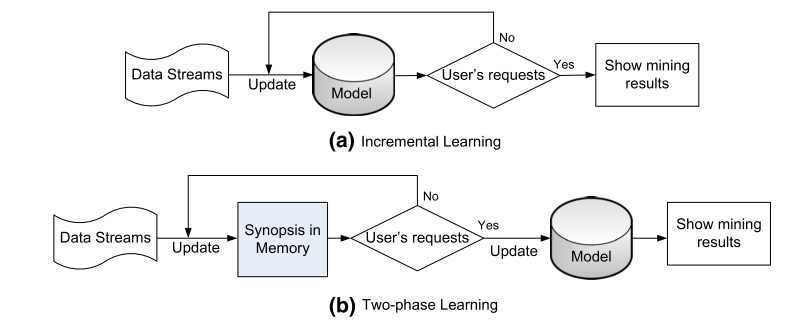 No
Data Streams
Update
Model
User's requests
Yes
Show mining
results
(a) Incremental Learning
No
Data Streams
Update
Synopsis in
Memory
User's requests
Yes
Update
Model
Show mining
results
(b) Two-phase Learning